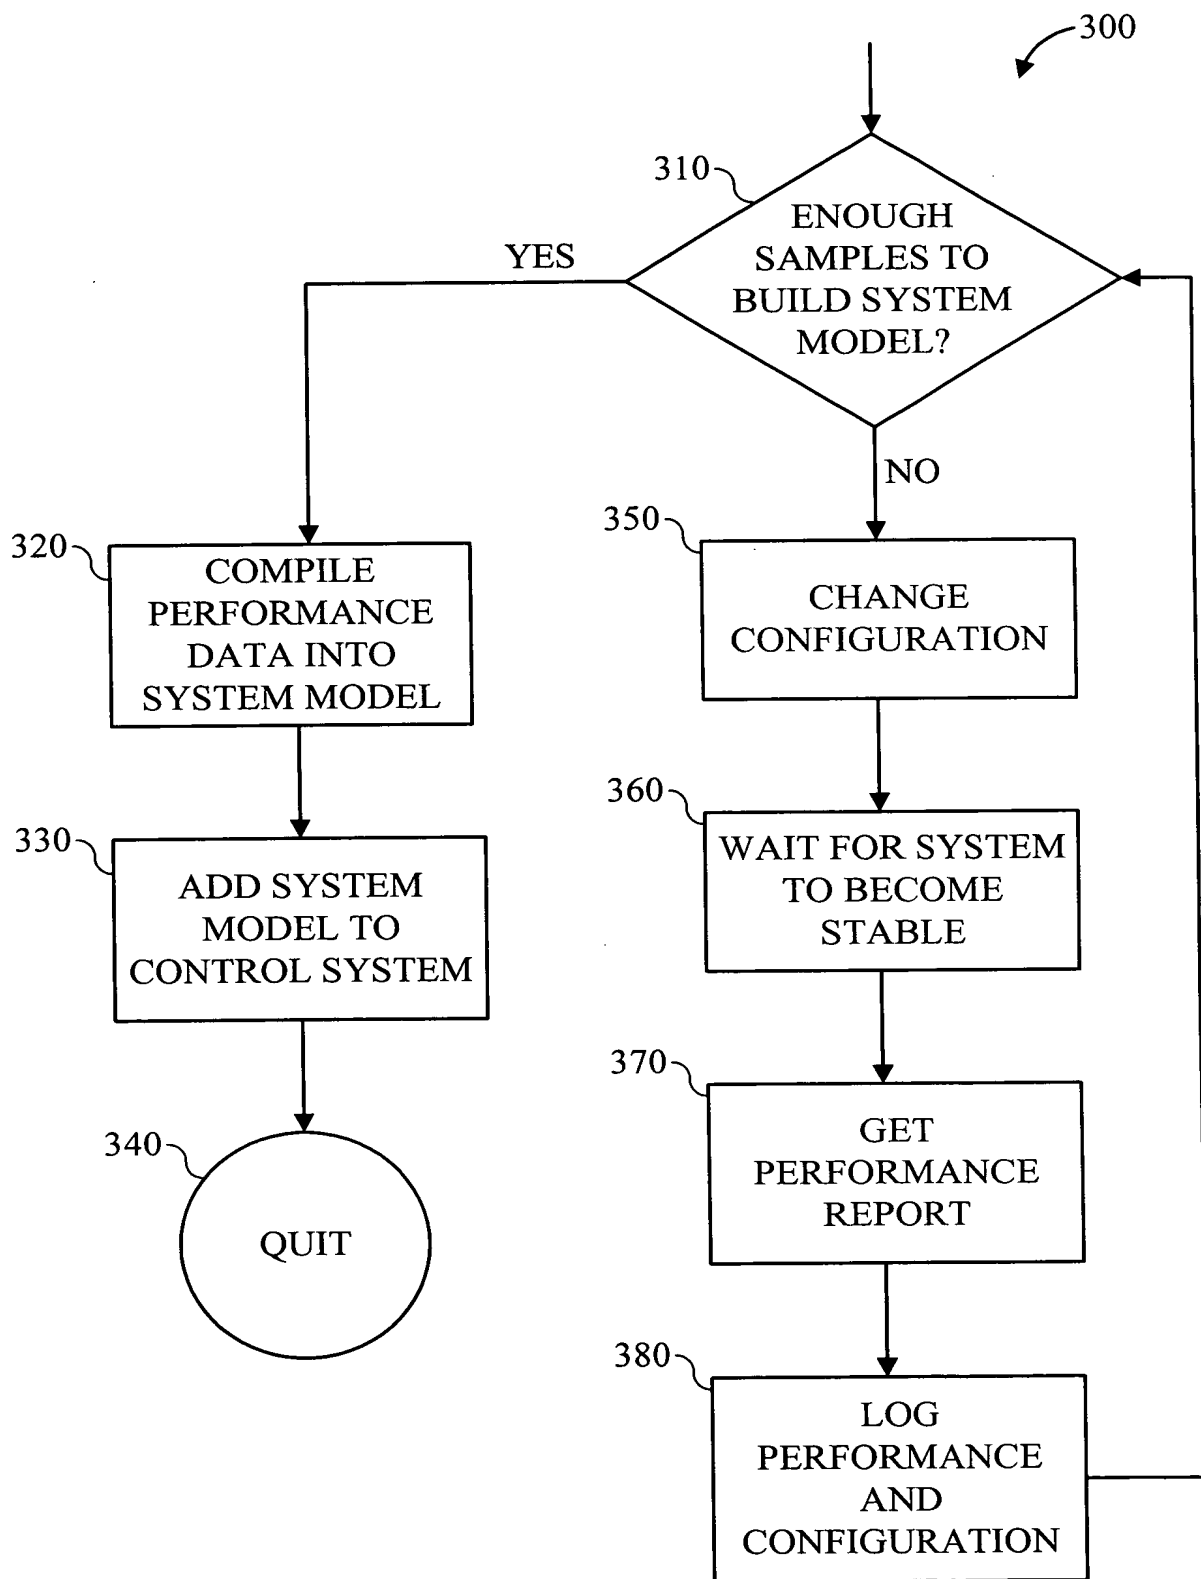 300
310
ENOUGH
SAMPLES TO
BUILD SYSTEM
MODEL?
YES
NO
320
COMPILE
PERFORMANCE
DATA INTO
SYSTEM MODEL
350
CHANGE
CONFIGURATION
330
ADD SYSTEM
MODEL TO
CONTROL SYSTEM
360
WAIT FOR SYSTEM
TO BECOME
STABLE
340
QUIT
370
GET
PERFORMANCE
REPORT
380
LOG
PERFORMANCE
AND
CONFIGURATION